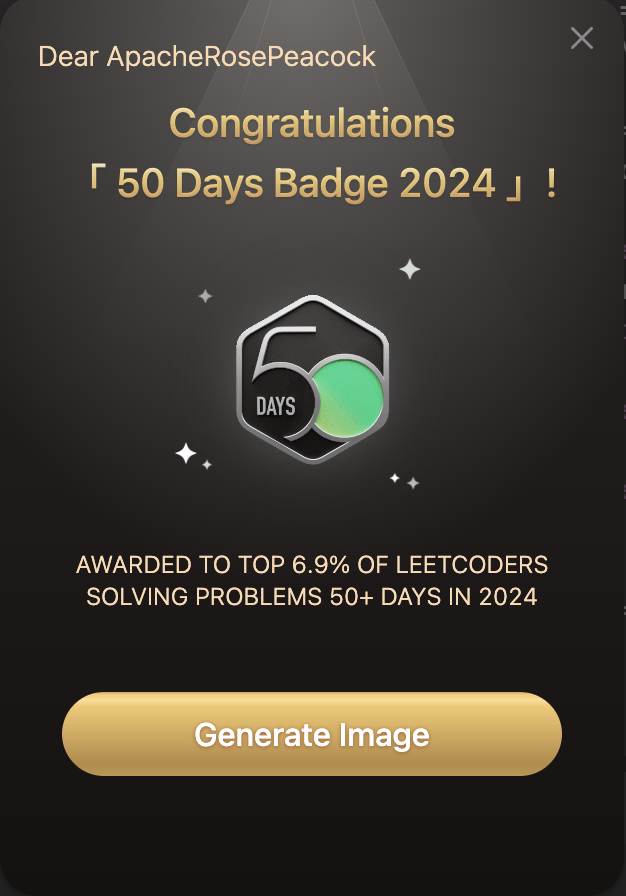 Dear ApacheRosePeacock
Congratulations
「 50 Days Badge 2024 」!
50
DAYS
AWARDED TO TOP 6.9% OF LEETCODERS
SOLVING PROBLEMS 50+ DAYS IN 2024
Generate Image